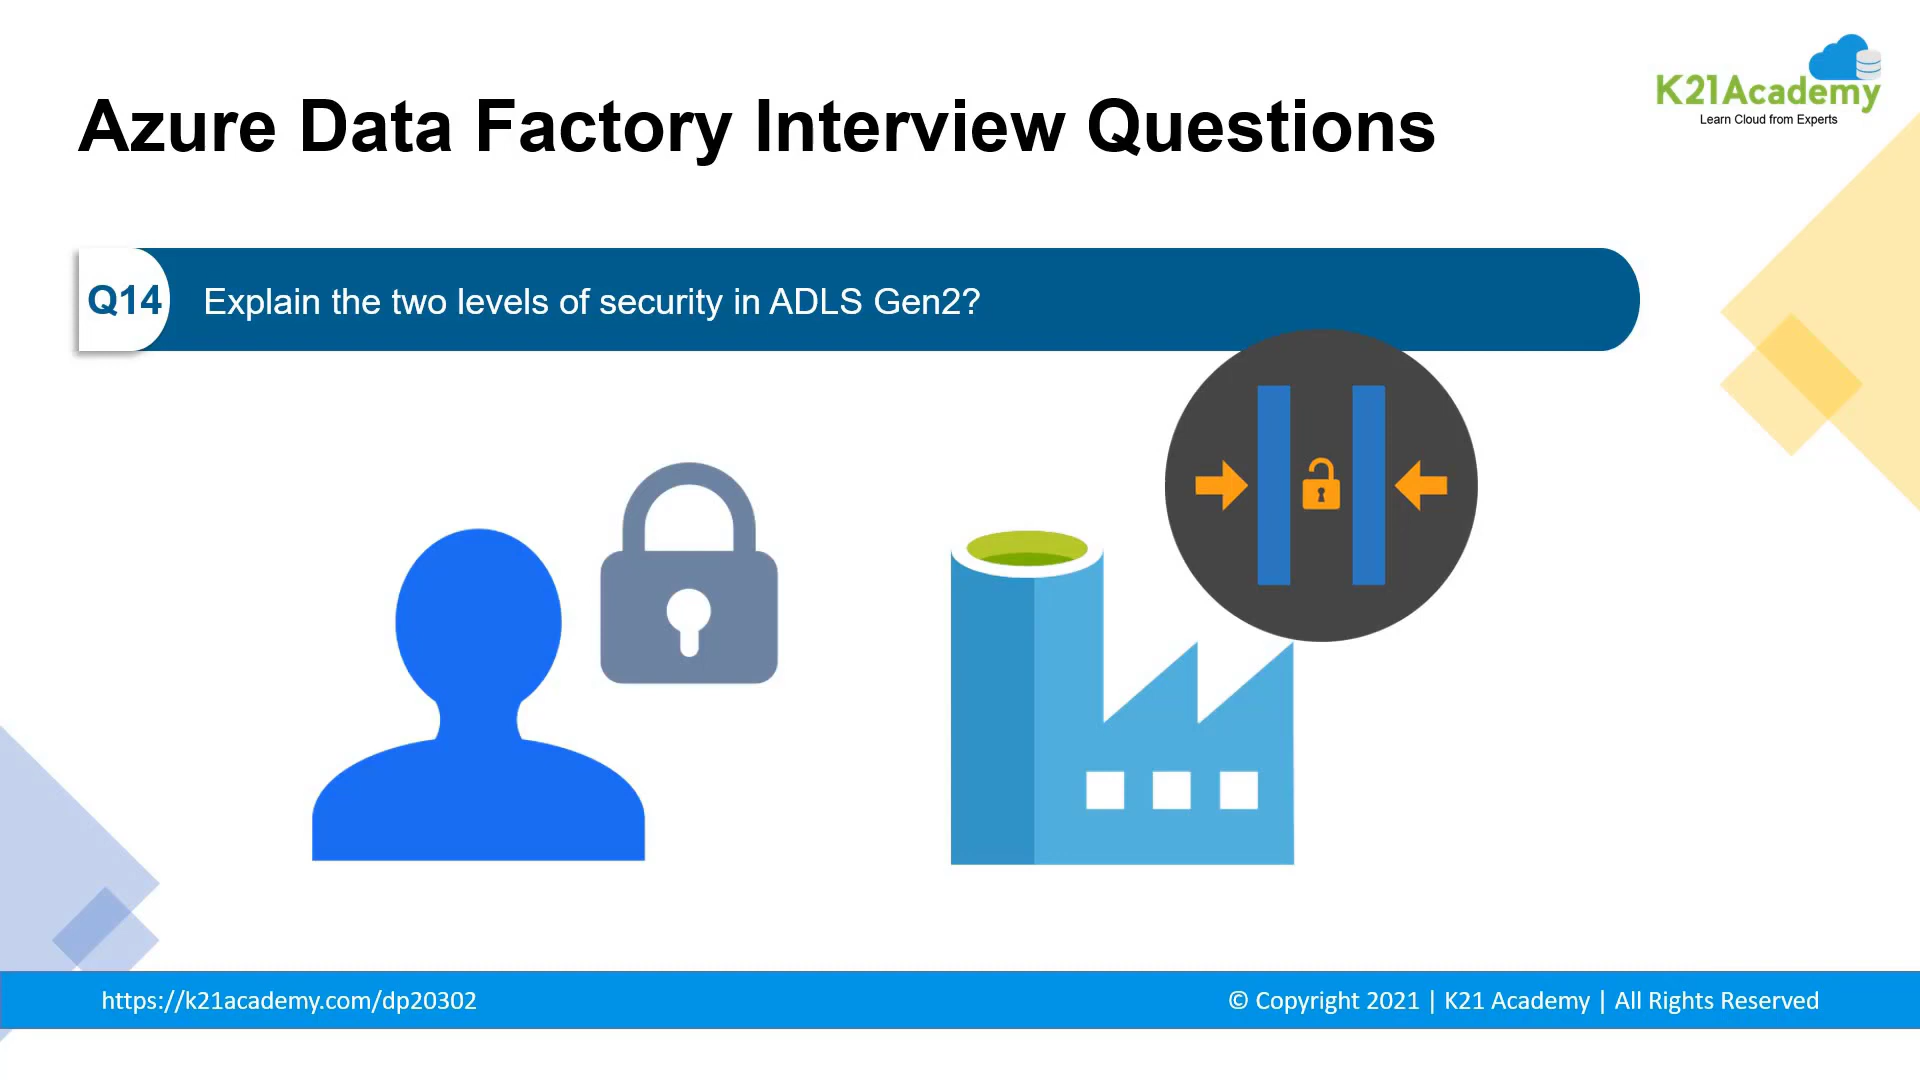 K21Academy
Learn Cloud from Experts
Azure Data Factory Interview Questions
Q14 Explain the two levels of security in ADLS Gen2?
https://k21academy.com/dp20302 © Copyright 2021 | K21 Academy | All Rights Reserved